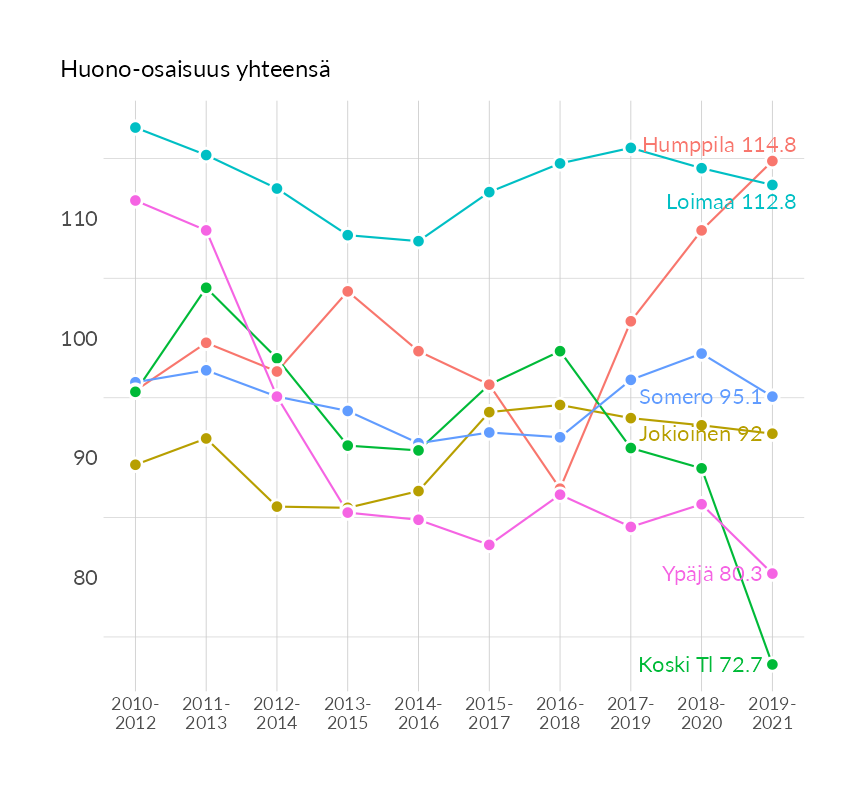 Huono-osaisuus yhteensä
Humppila 114.8
Loimaa 112.8
110
100
Somero 95.1
Jokioinen 92
90
Ypäjä 80.3
80
Koski Tl 72.7
2010- 2011- 2012- 2013- 2014- 2015- 2016- 2017- 2018- 2019-
2012 2013 2014 2015 2016 2017 2018 2019 2020 2021